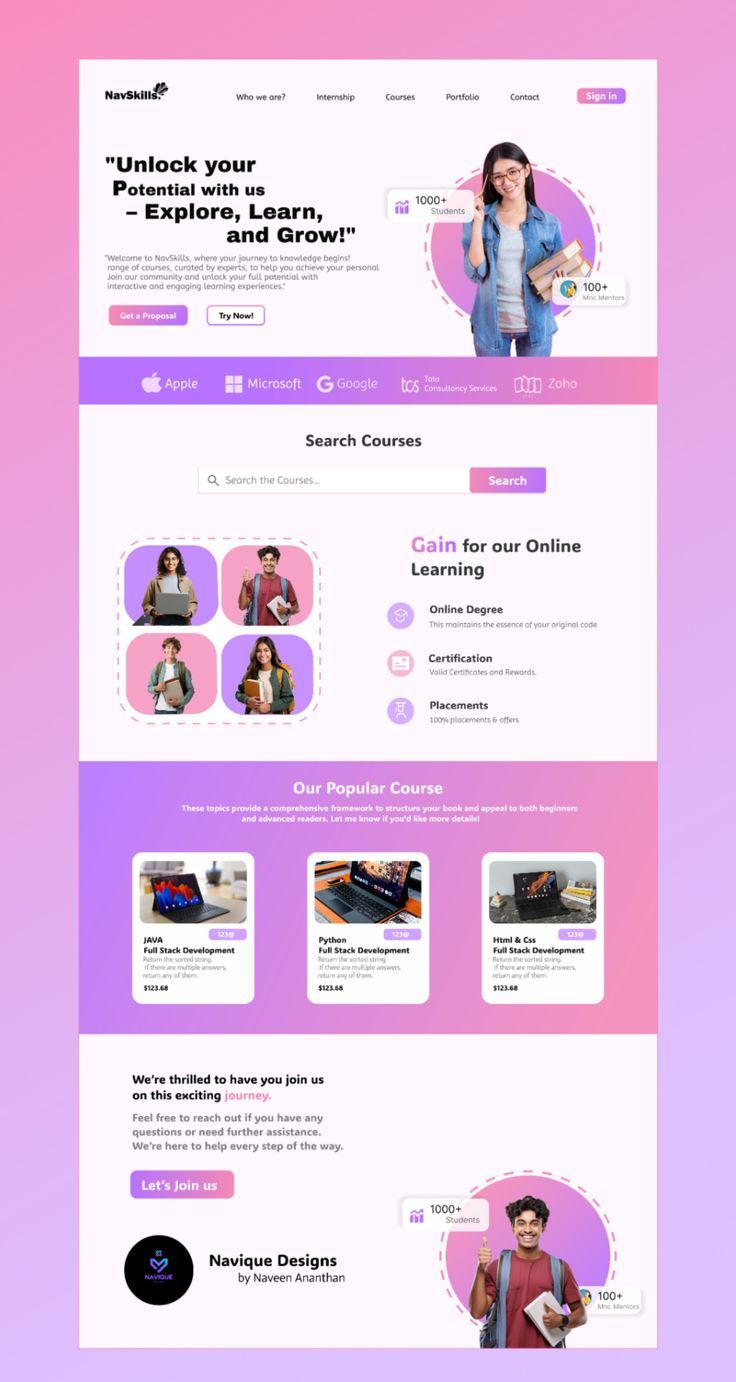 NavSkills.
Who we are?
Internship
Courses
Portfolio
Contact
Sign in
"Unlock your
Potential with us
– Explore, Learn,
and Grow!"
1000+
Students
100+
Mnc Mentors
"Welcome to NavSkills, where your journey to knowledge begins!
range of courses, curated by experts, to help you achieve your personal
Join our community and unlock your full potential with
interactive and engaging learning experiences."
Get a Proposal
Try Now!
Apple
Microsoft
Google
tcs
Tata
Consultancy Services
Zoho
Search Courses
Search the Courses...
Search
Gain for our Online
Learning
Online Degree
This maintains the essence of your original code
Certification
Valid Certificates and Rewards.
Placements
100% placements & offers
Our Popular Course
These topics provide a comprehensive framework to structure your book and appeal to both beginners
and advanced readers. Let me know if you'd like more details!
123@
JAVA
Full Stack Development
Return the sorted string.
If there are multiple answers,
return any of them.
$123.68
123@
Python
Full Stack Development
Return the sorted string.
If there are multiple answers,
return any of them.
$123.68
123@
Html & Css
Full Stack Development
Return the sorted string.
If there are multiple answers,
return any of them.
$123.68
We're thrilled to have you join us
on this exciting journey.
Feel free to reach out if you have any
questions or need further assistance.
We're here to help every step of the way.
Let's Join us
1000+
Students
100+
Mnc Mentors
NAVIQUE
Navique Designs
by Naveen Ananthan